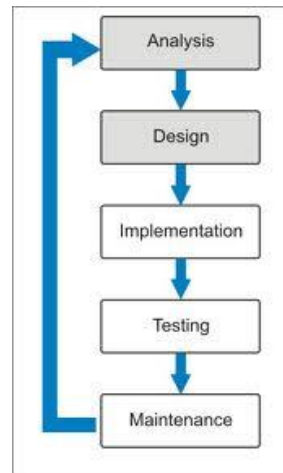 Analysis
Design
Implementation
Testing
Maintenance